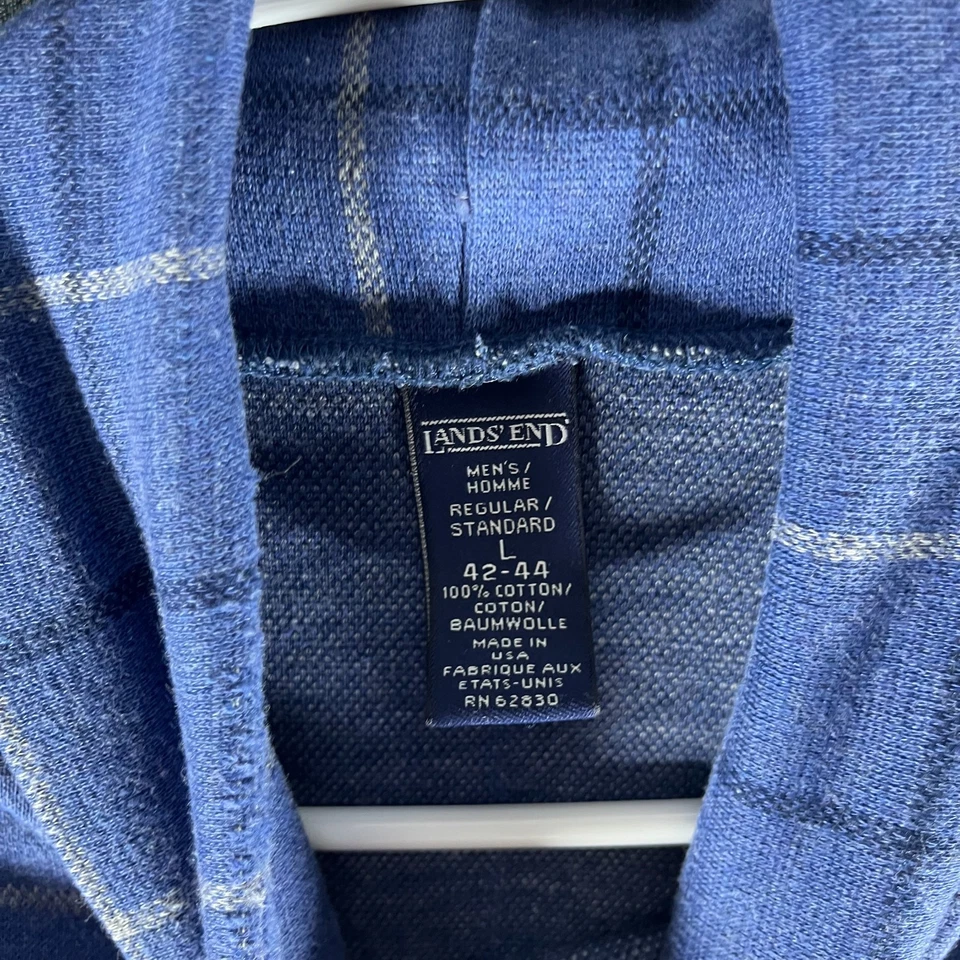 LANDS' END
MEN'S/
HOMME
REGULAR/
STANDARD
L
42-44
100% COTTON/
COTON/
BAUMWOLLE
MADE IN
USA
FABRIQUE AUX
ETATS-UNIS
RN 62830